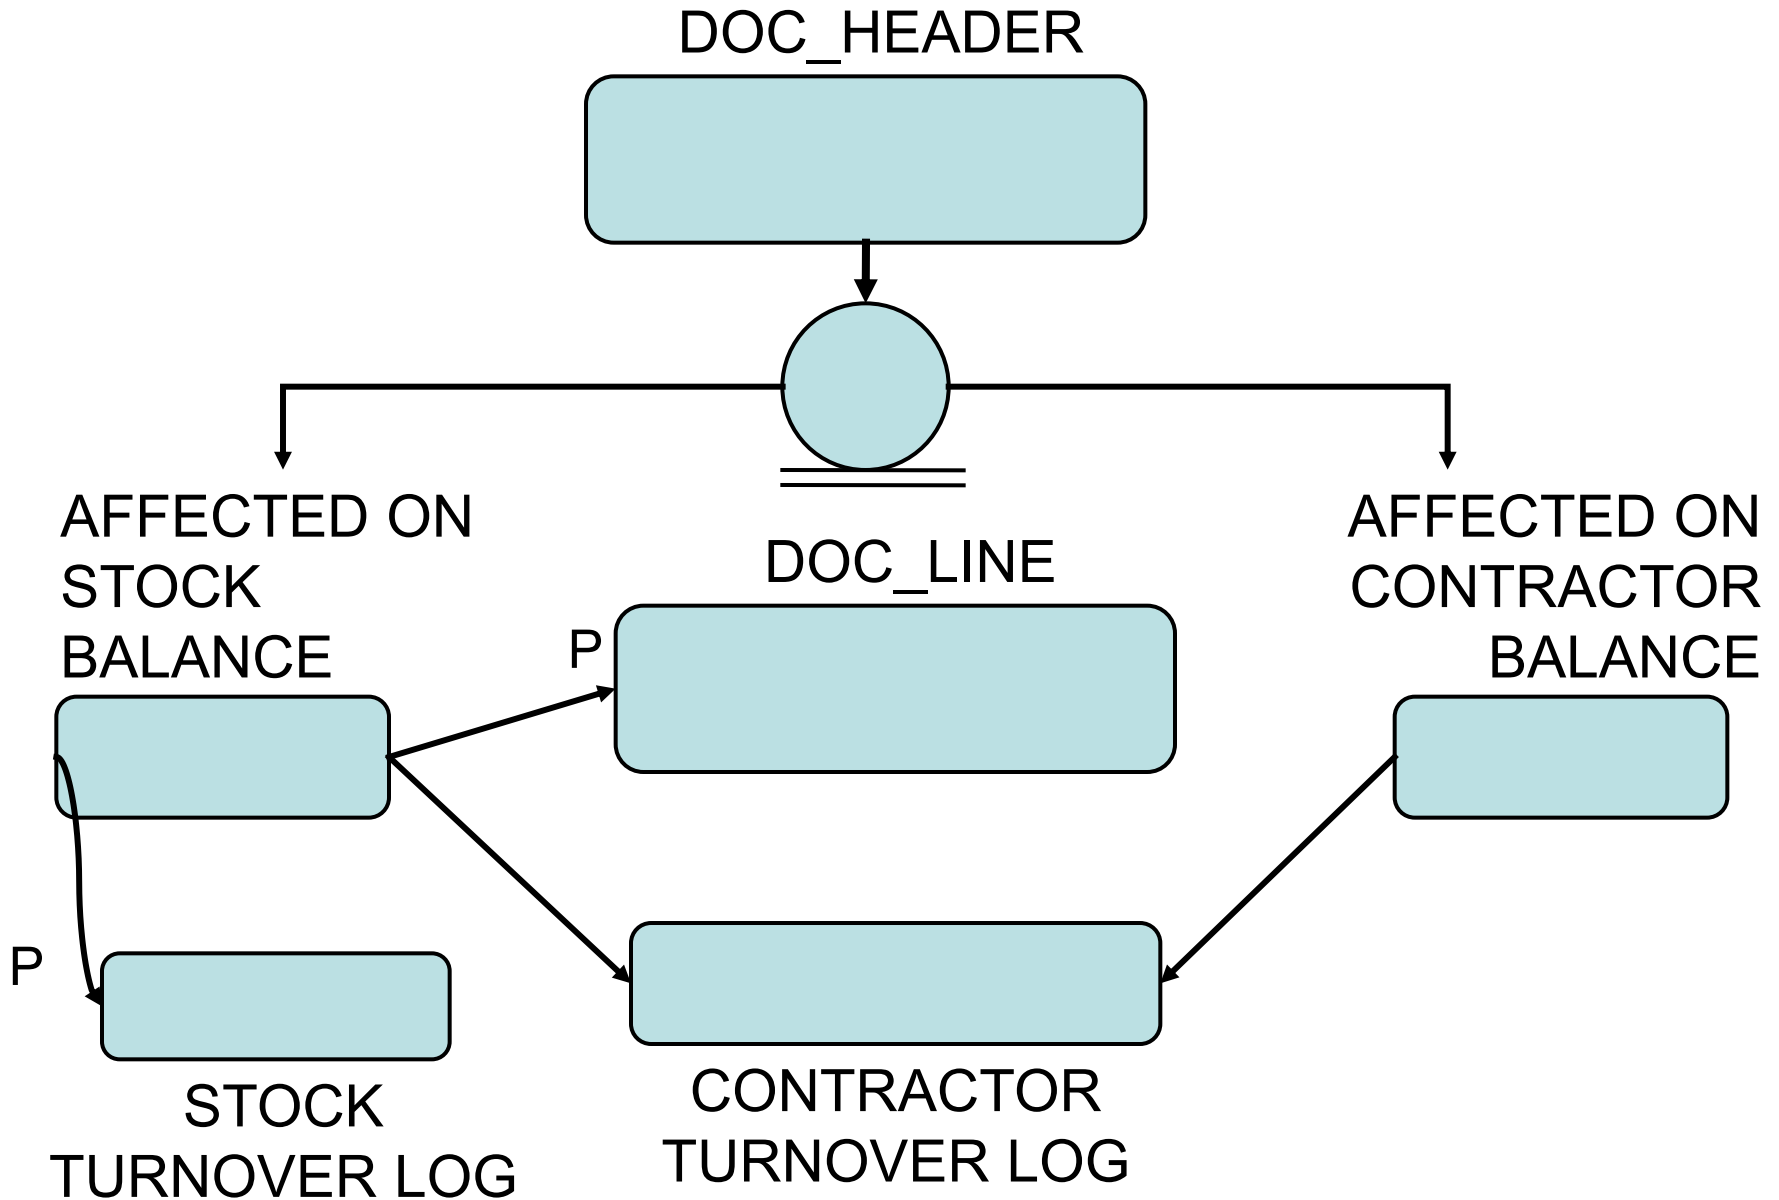 DOC_HEADER
AFFECTED ON
STOCK
BALANCE
DOC_LINE
AFFECTED ON
CONTRACTOR
BALANCE
P
P
STOCK
TURNOVER LOG
CONTRACTOR
TURNOVER LOG